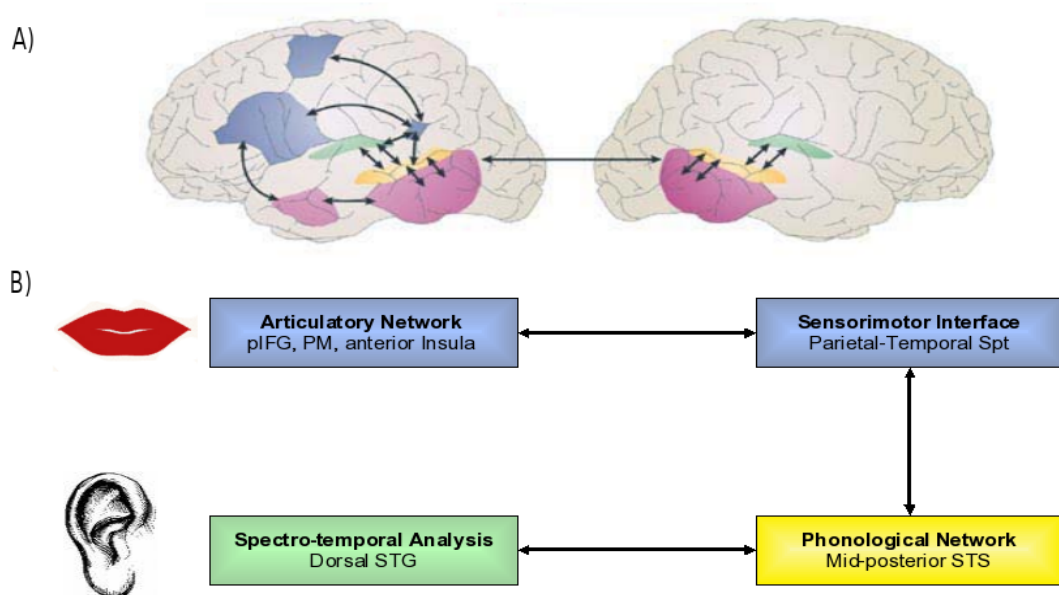 A)
B)
Articulatory Network
pIFG, PM, anterior Insula
Sensorimotor Interface
Parietal-Temporal Spt
Spectro-temporal Analysis
Dorsal STG
Phonological Network
Mid-posterior STS